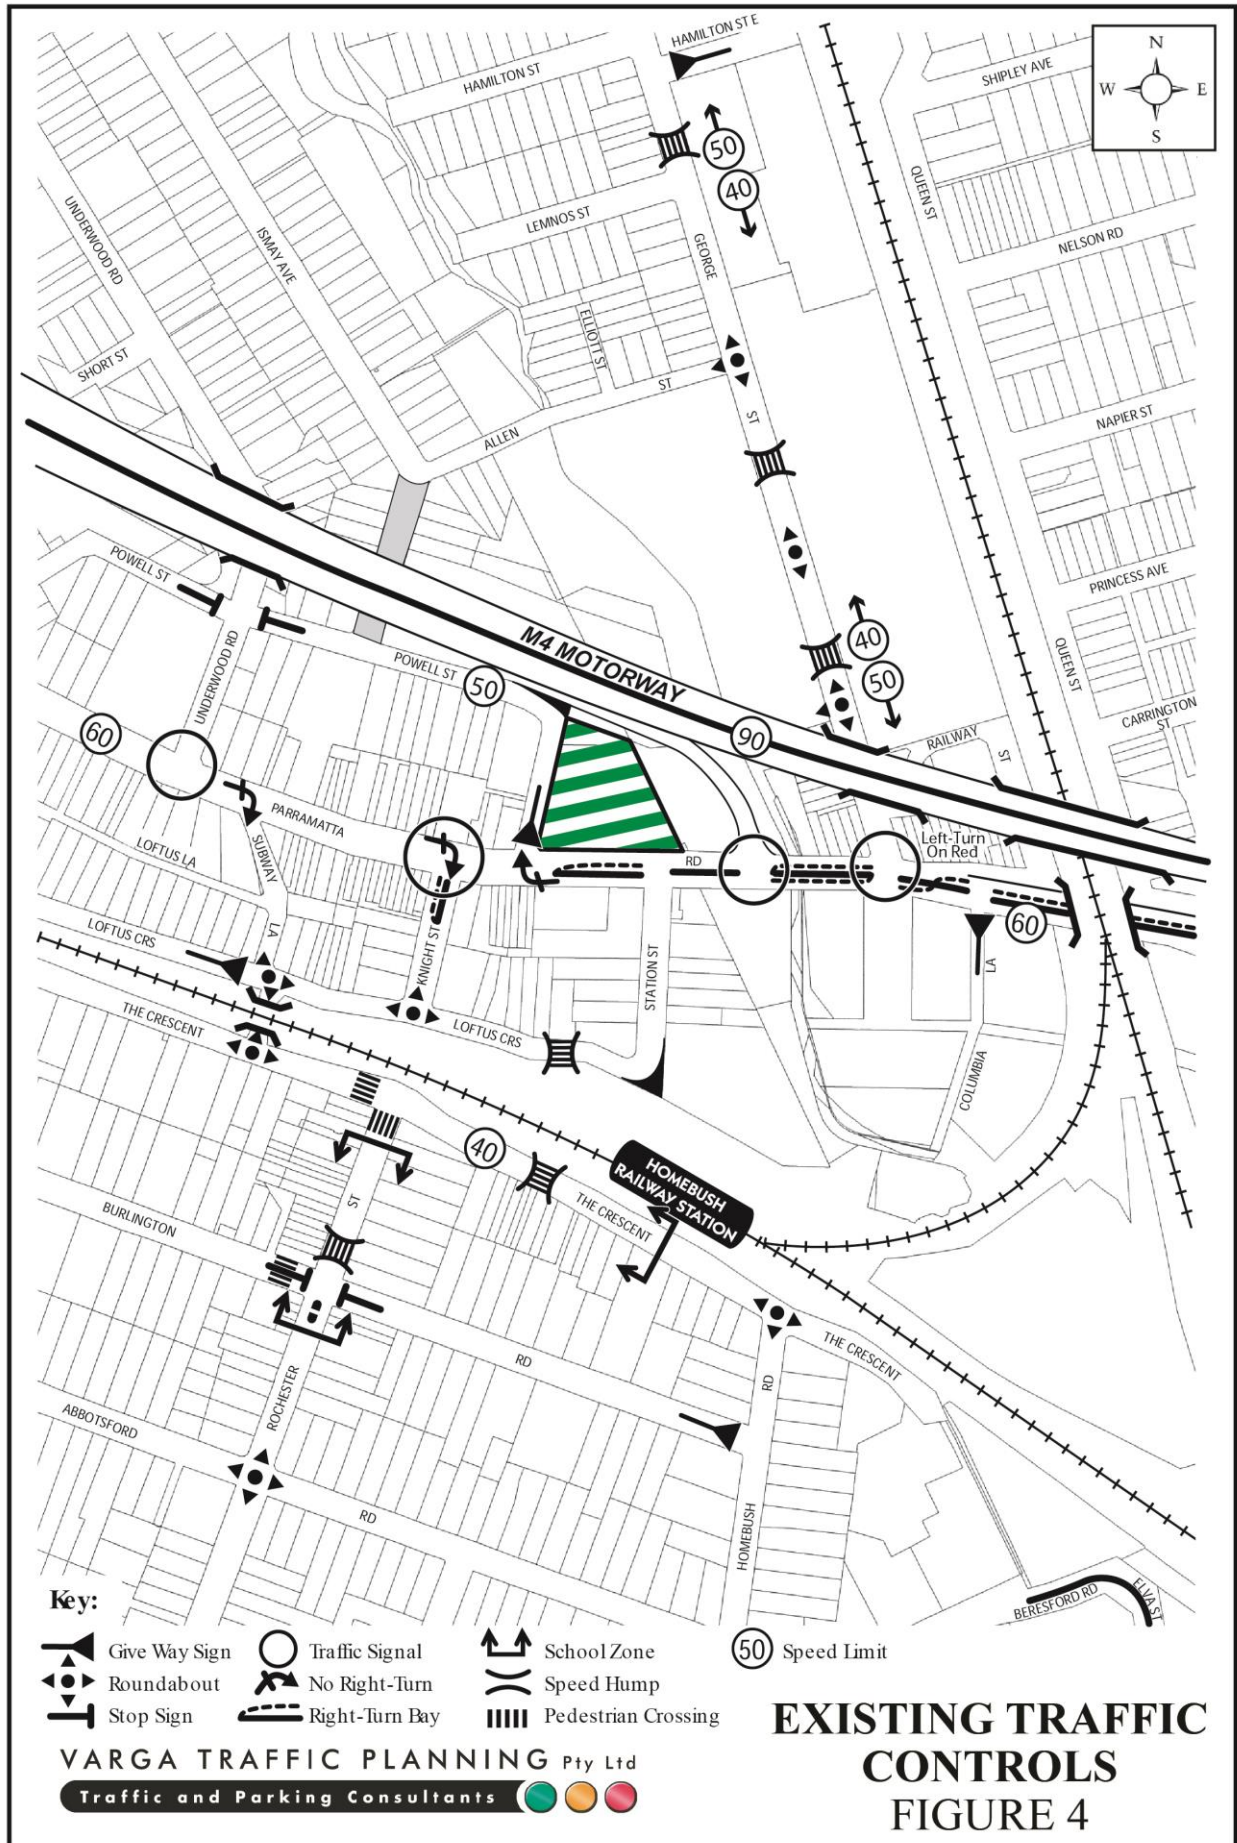 HAMILTON ST E
N
W E
S
HAMILTON ST
SHIPLEY AVE
50
40
QUEEN ST
UNDERWOOD RD
ISMAY AVE
LEMNOS ST
GEORGE
NELSON RD
ELLIOTT ST
SHORT ST
ST
ST
NAPIER ST
ALLEN
POWELL ST
PRINCESS AVE
40
50
UNDERWOOD RD
POWELL ST
50
M4 MOTORWAY
QUEEN ST
60
90
CARRINGTON
ST
RAILWAY
ST
PARRAMATTA
RD
Left-Turn
On Red
LOFTUS LA
SUBWAY
LA
60
LOFTUS CRS
KNIGHT ST
STATION ST
LA
THE CRESCENT
LOFTUS CRS
COLUMBIA
40
HOMEBUSH
RAILWAY STATION
ST
THE CRESCENT
BURLINGTON
RD
THE CRESCENT
RD
ROCHESTER
ABBOTSFORD
RD
HOMEBUSH
BERESFORD RD
ELVA ST
Key:
Give Way Sign
Traffic Signal
School Zone
50 Speed Limit
Roundabout
No Right-Turn
Speed Hump
Stop Sign
Right-Turn Bay
Pedestrian Crossing
EXISTING TRAFFIC
CONTROLS
FIGURE 4
VARGA TRAFFIC PLANNING Pty Ltd
Traffic and Parking Consultants